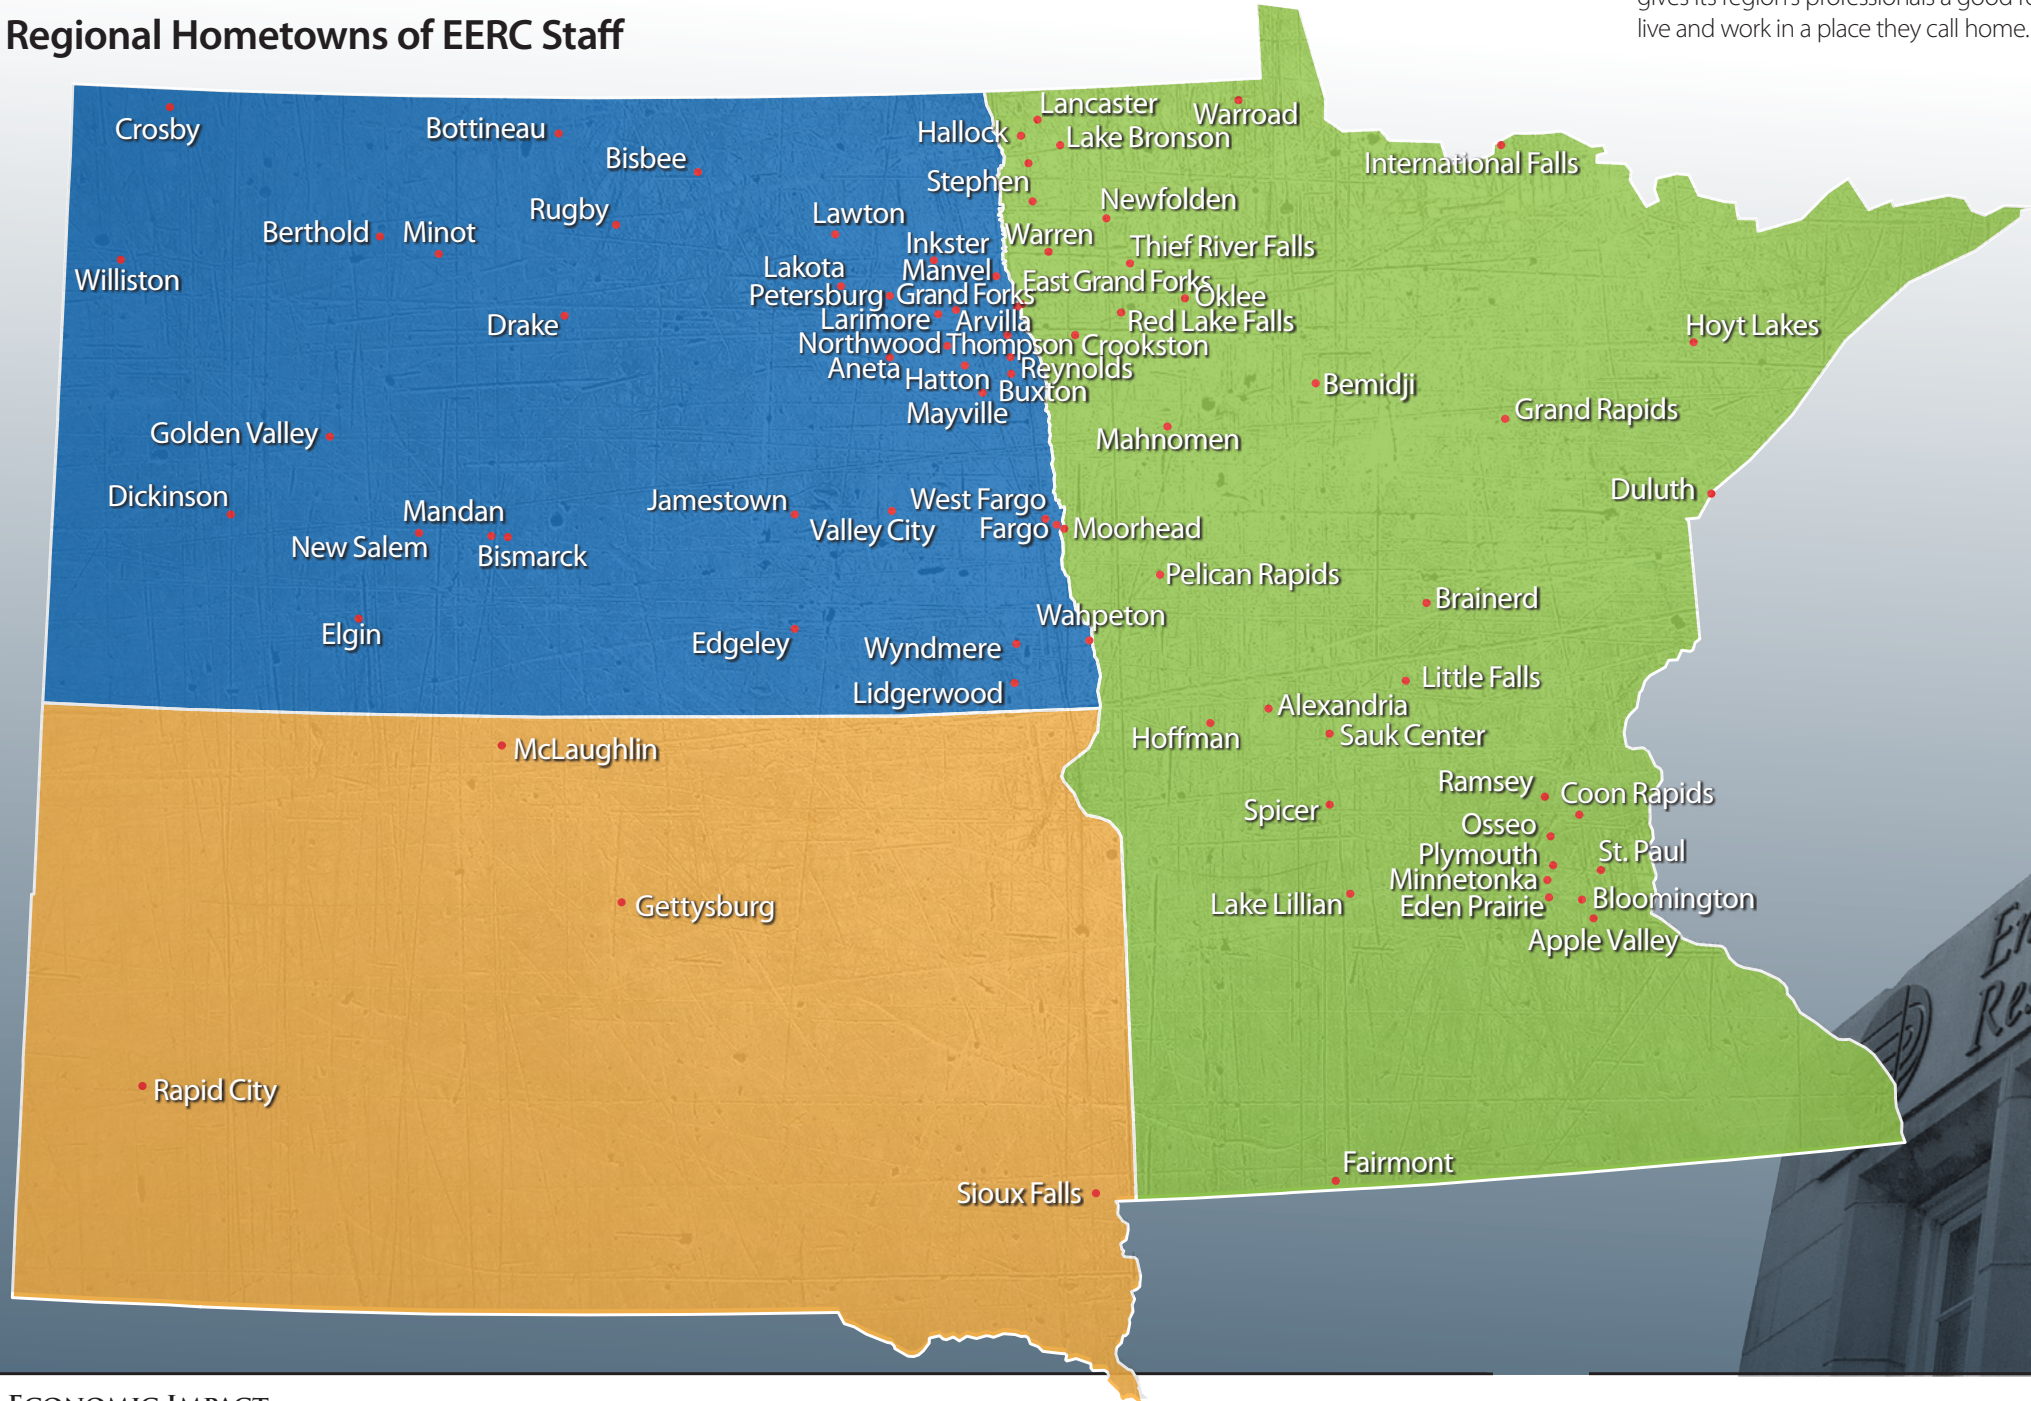 Regional Hometowns of EERC Staff
live and work in a place they call home.
Crosby
Bottineau
Bisbee
Rugby
Berthold
Minot
Williston
Drake
Lawton
Inkster
Lakota
Manvel
Petersburg
Grand Forks
Larimore
Arvilla
Northwood
Thompson
Aneta
Hatton
Reynolds
Buxton
Mayville
Golden Valley
Dickinson
Mandan
New Salem
Bismarck
Jamestown
Valley City
West Fargo
Fargo
Elgin
Edgeley
Wahpeton
Wyndmere
Lidgerwood
Lancaster
Hallock
Lake Bronson
Warroad
International Falls
Stephen
Newfolden
Warren
Thief River Falls
East Grand Forks
Oklee
Red Lake Falls
Crookston
Hoyt Lakes
Bemidji
Grand Rapids
Mahnomen
Duluth
Moorhead
Pelican Rapids
Brainerd
Little Falls
Alexandria
Hoffman
Sauk Center
Ramsey
Coon Rapids
Spicer
Osseo
Plymouth
St. Paul
Minnetonka
Lake Lillian
Eden Prairie
Bloomington
Apple Valley
Fairmont
McLaughlin
Gettysburg
Rapid City
Sioux Falls
ECONOMIC IMPACT